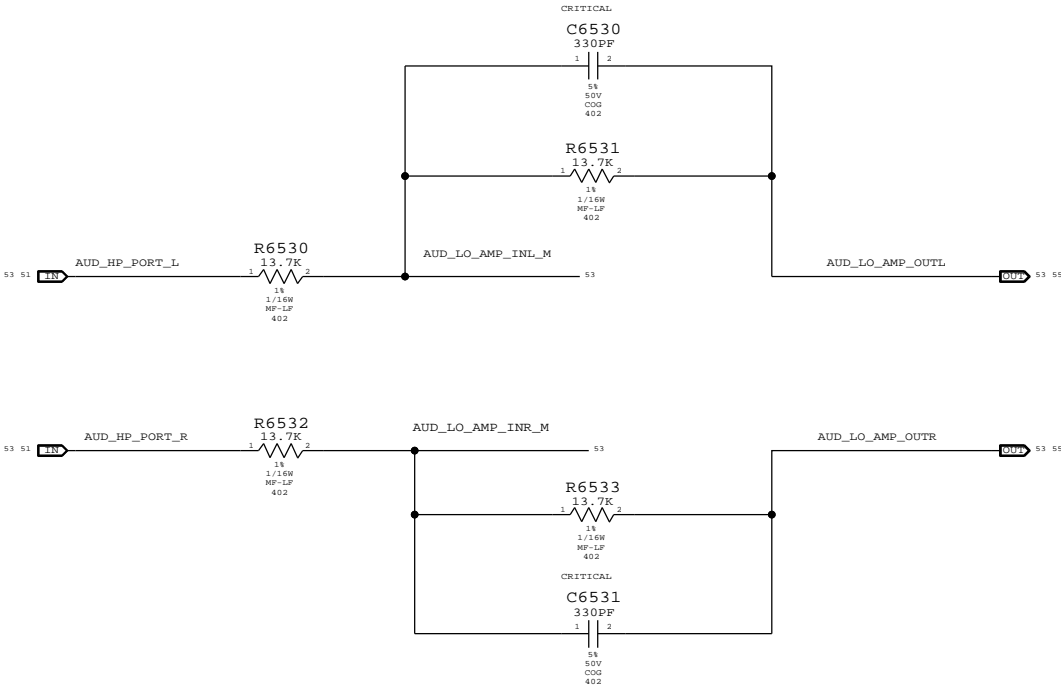 CRITICAL
C6530
330PF
1 2
5%
50V
COG
402
R6531
13.7K
1 2
1%
1/16W
MF-LF
402
53 51 IN AUD_HP_PORT_L
R6530
13.7K
1 2
1%
1/16W
MF-LF
402
AUD_LO_AMP_INL_M
53
AUD_LO_AMP_OUTL
OUT 53 55
53 51 IN AUD_HP_PORT_R
R6532
13.7K
1 2
1%
1/16W
MF-LF
402
AUD_LO_AMP_INR_M
53
AUD_LO_AMP_OUTR
OUT 53 55
R6533
13.7K
1 2
1%
1/16W
MF-LF
402
CRITICAL
C6531
330PF
1 2
5%
50V
COG
402